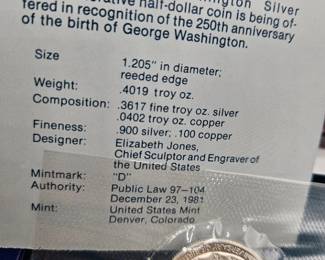 Silver
half-dollar coin is being of-
fered in recognition of the 250th anniversary
of the birth of George Washington.
Size 1.205" in diameter;
reeded edge
Weight: .4019 troy oz.
Composition: .3617 fine troy oz. silver
.0402 troy oz. copper
Fineness: .900 silver; .100 copper
Designer: Elizabeth Jones,
Chief Sculptor and Engraver of
the United States
Mintmark: "D"
Authority: Public Law 97-104
December 23, 1981
Mint: United States Mint
Denver, Colorado